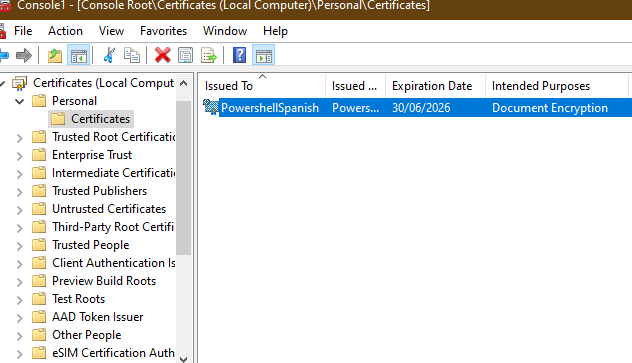 Console1 - [Console Root\Certificates (Local Computer)\Personal\Certificates]
File Action View Favorites Window Help
Certificates (Local Comput
Personal
Certificates
Trusted Root Certificatio
Enterprise Trust
Intermediate Certificatio
Trusted Publishers
Untrusted Certificates
Third-Party Root Certifi
Trusted People
Client Authentication Is
Preview Build Roots
Test Roots
AAD Token Issuer
Other People
eSIM Certification Auth
Issued To Issued ... Expiration Date Intended Purposes
PowershellSpanish Powers... 30/06/2026 Document Encryption